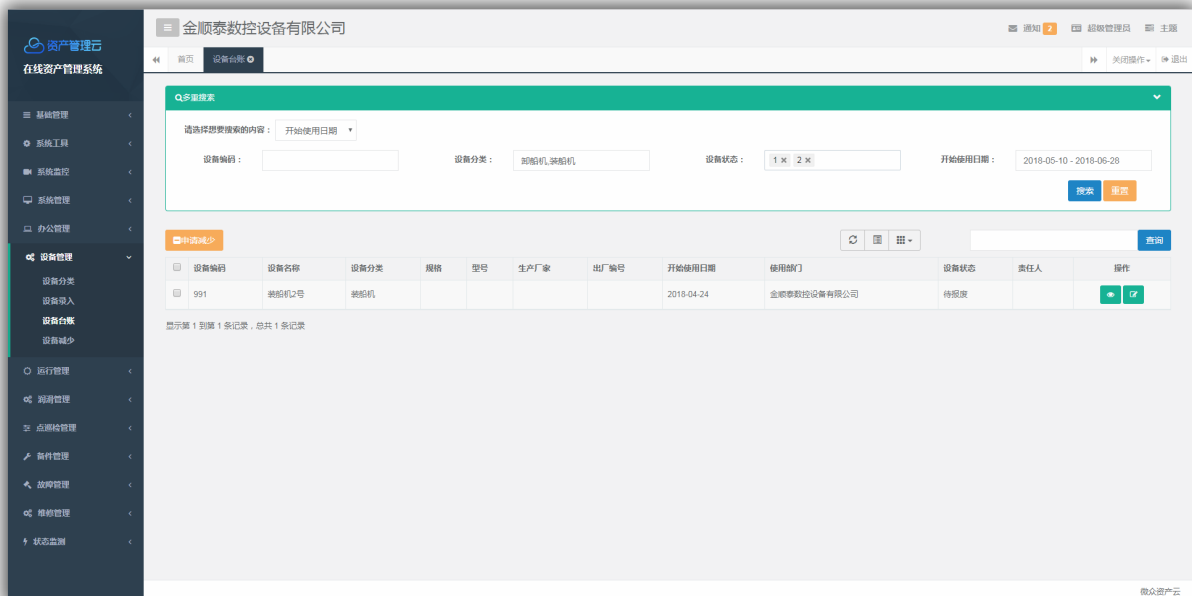 金顺泰数控设备有限公司
通知 2 超级管理员 主题
资产管理云
在线资产管理系统
首页 设备台账 关闭操作 退出
多重搜索
请选择想要搜索的内容： 开始使用日期
设备编码： 设备分类： 卸船机,装船机 设备状态： 1 × 2 × 开始使用日期： 2018-05-10 - 2018-06-28
搜索 重置
申请减少 查询
设备编码 设备名称 设备分类 规格 型号 生产厂家 出厂编号 开始使用日期 使用部门 设备状态 责任人 操作
991 装船机2号 装船机 2018-04-24 金顺泰数控设备有限公司 待报废
显示第 1 到第 1 条记录，总共 1 条记录
基础管理
系统工具
系统监控
系统管理
办公管理
设备管理
设备分类
设备录入
设备台账
设备减少
运行管理
润滑管理
点巡检管理
备件管理
故障管理
维修管理
状态监测
微众资产云